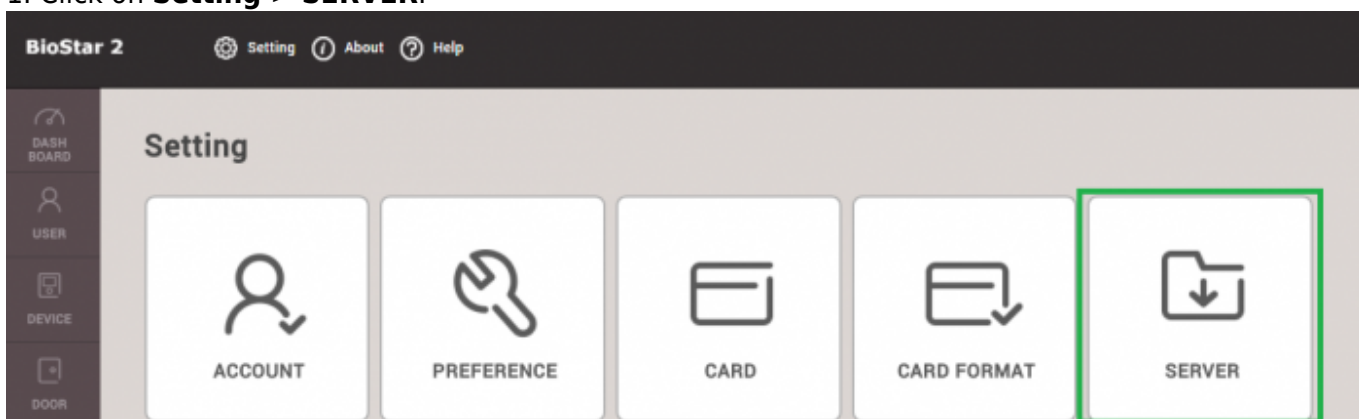 1. Click on Setting > SERVER.
BioStar 2
Setting
About
Help
DASH
BOARD
USER
DEVICE
DOOR
Setting
ACCOUNT
PREFERENCE
CARD
CARD FORMAT
SERVER